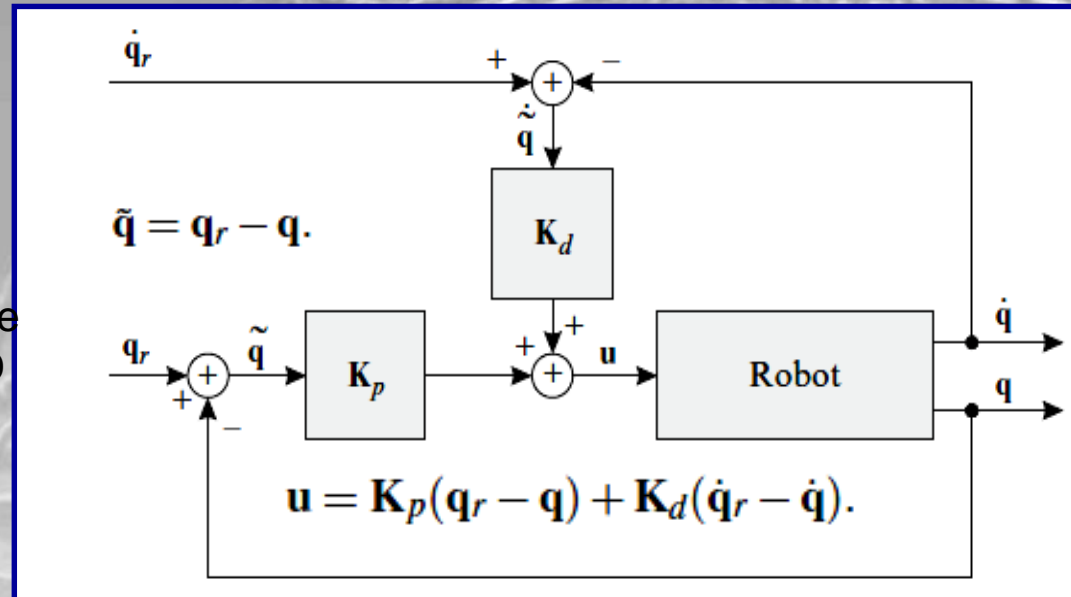 q̇ᵣ
+ + −
q̃̇
K_d
q̃ = qᵣ − q.
+
qᵣ + q̃ K_p + + u Robot q̇
e
q
+ −
u = K_p(qᵣ − q) + K_d(q̇ᵣ − q̇).